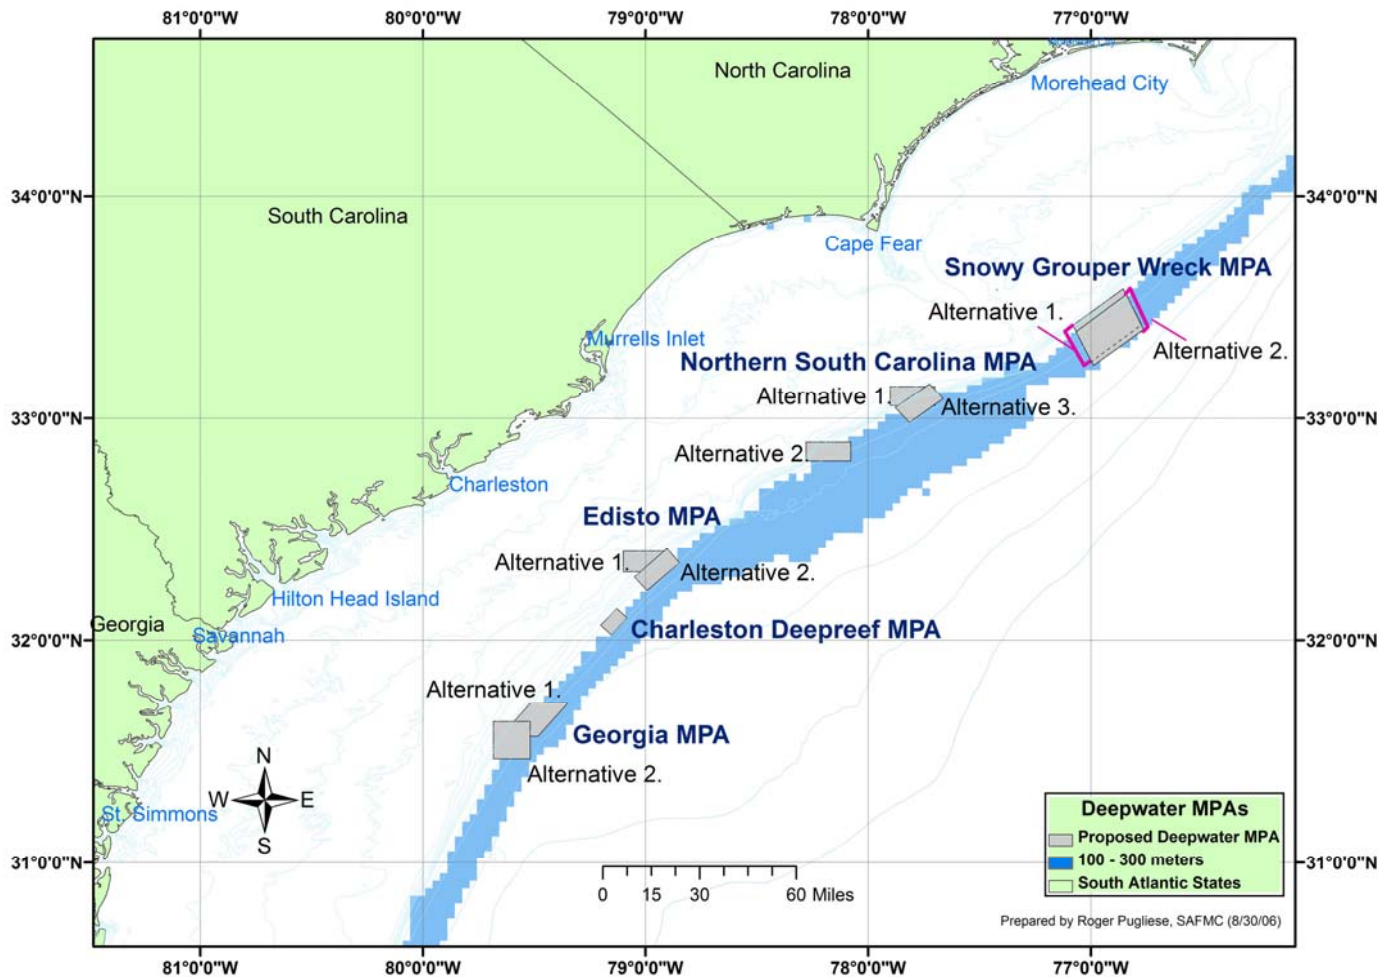 81°0'0"W 80°0'0"W 79°0'0"W 78°0'0"W 77°0'0"W
North Carolina
Morehead City
34°0'0"N 34°0'0"N
South Carolina
Cape Fear
Snowy Grouper Wreck MPA
Alternative 1.
Murrells Inlet
Alternative 2.
Northern South Carolina MPA
Alternative 1.
Alternative 3.
33°0'0"N 33°0'0"N
Alternative 2.
Charleston
Edisto MPA
Alternative 1.
Alternative 2.
Hilton Head Island
Georgia
Charleston Deepreef MPA
Savannah
32°0'0"N 32°0'0"N
Alternative 1.
Georgia MPA
Alternative 2.
N
W E
S
St. Simmons
Deepwater MPAs
Proposed Deepwater MPA
100 - 300 meters
South Atlantic States
31°0'0"N 31°0'0"N
0 15 30 60 Miles
Prepared by Roger Pugliese, SAFMC (8/30/06)
81°0'0"W 80°0'0"W 79°0'0"W 78°0'0"W 77°0'0"W